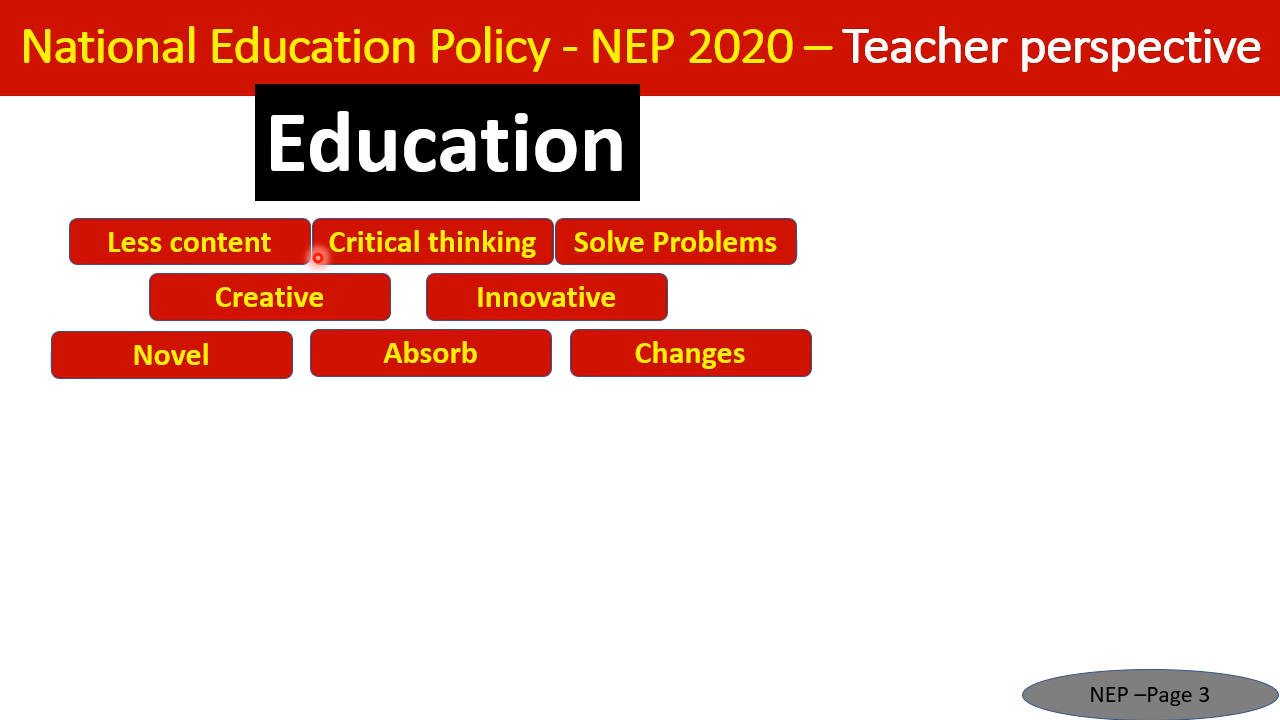 National Education Policy - NEP 2020 – Teacher perspective
Education
Less content Critical thinking Solve Problems
Creative Innovative
Novel Absorb Changes
NEP –Page 3